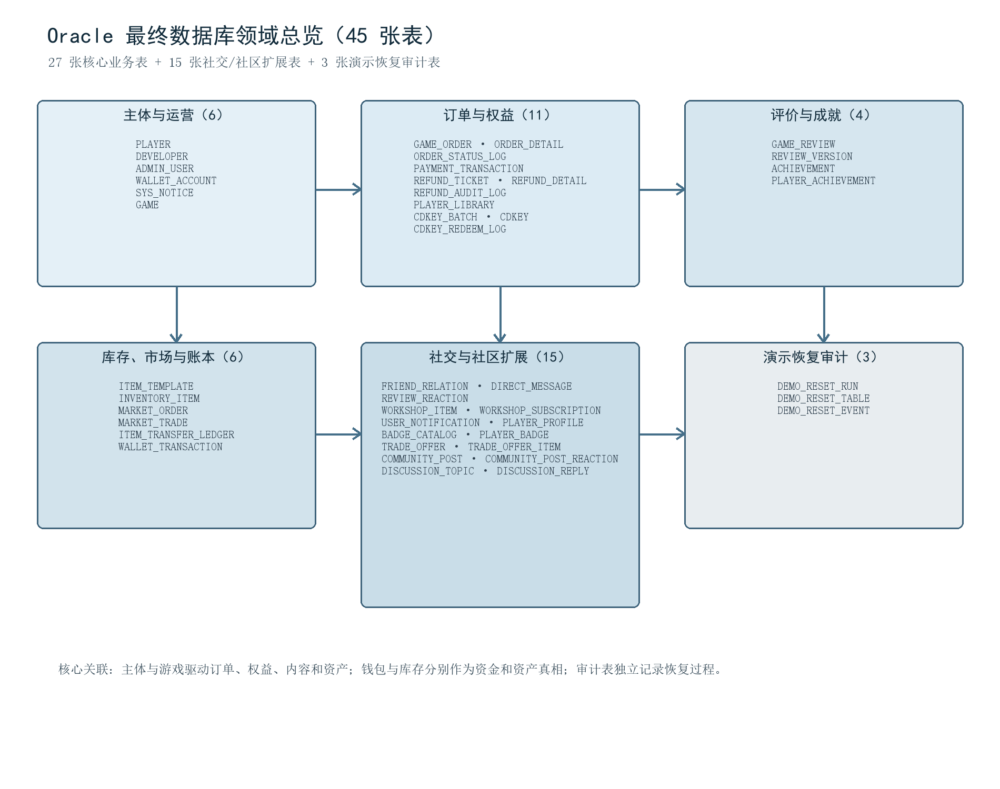 Oracle 最终数据库领域总览（45 张表）
27 张核心业务表 + 15 张社交/社区扩展表 + 3 张演示恢复审计表
主体与运营（6）
PLAYER
DEVELOPER
ADMIN_USER
WALLET_ACCOUNT
SYS_NOTICE
GAME
订单与权益（11）
GAME_ORDER • ORDER_DETAIL
ORDER_STATUS_LOG
PAYMENT_TRANSACTION
REFUND_TICKET • REFUND_DETAIL
REFUND_AUDIT_LOG
PLAYER_LIBRARY
CDKEY_BATCH • CDKEY
CDKEY_REDEEM_LOG
评价与成就（4）
GAME_REVIEW
REVIEW_VERSION
ACHIEVEMENT
PLAYER_ACHIEVEMENT
库存、市场与账本（6）
ITEM_TEMPLATE
INVENTORY_ITEM
MARKET_ORDER
MARKET_TRADE
ITEM_TRANSFER_LEDGER
WALLET_TRANSACTION
社交与社区扩展（15）
FRIEND_RELATION • DIRECT_MESSAGE
REVIEW_REACTION
WORKSHOP_ITEM • WORKSHOP_SUBSCRIPTION
USER_NOTIFICATION • PLAYER_PROFILE
BADGE_CATALOG • PLAYER_BADGE
TRADE_OFFER • TRADE_OFFER_ITEM
COMMUNITY_POST • COMMUNITY_POST_REACTION
DISCUSSION_TOPIC • DISCUSSION_REPLY
演示恢复审计（3）
DEMO_RESET_RUN
DEMO_RESET_TABLE
DEMO_RESET_EVENT
核心关联：主体与游戏驱动订单、权益、内容和资产；钱包与库存分别作为资金和资产真相；审计表独立记录恢复过程。